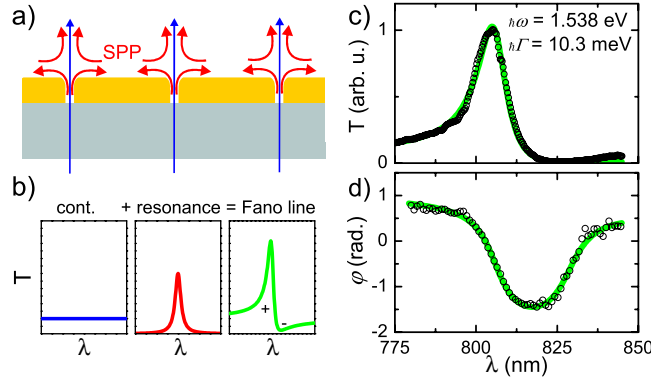 a)
SPP
b)
cont. + resonance = Fano line
T
+
-
λ λ λ
c)
ħω = 1.538 eV
ħΓ = 10.3 meV
T (arb. u.)
1
0
d)
φ (rad.)
1
0
-1
-2
775 800 825 850
λ (nm)